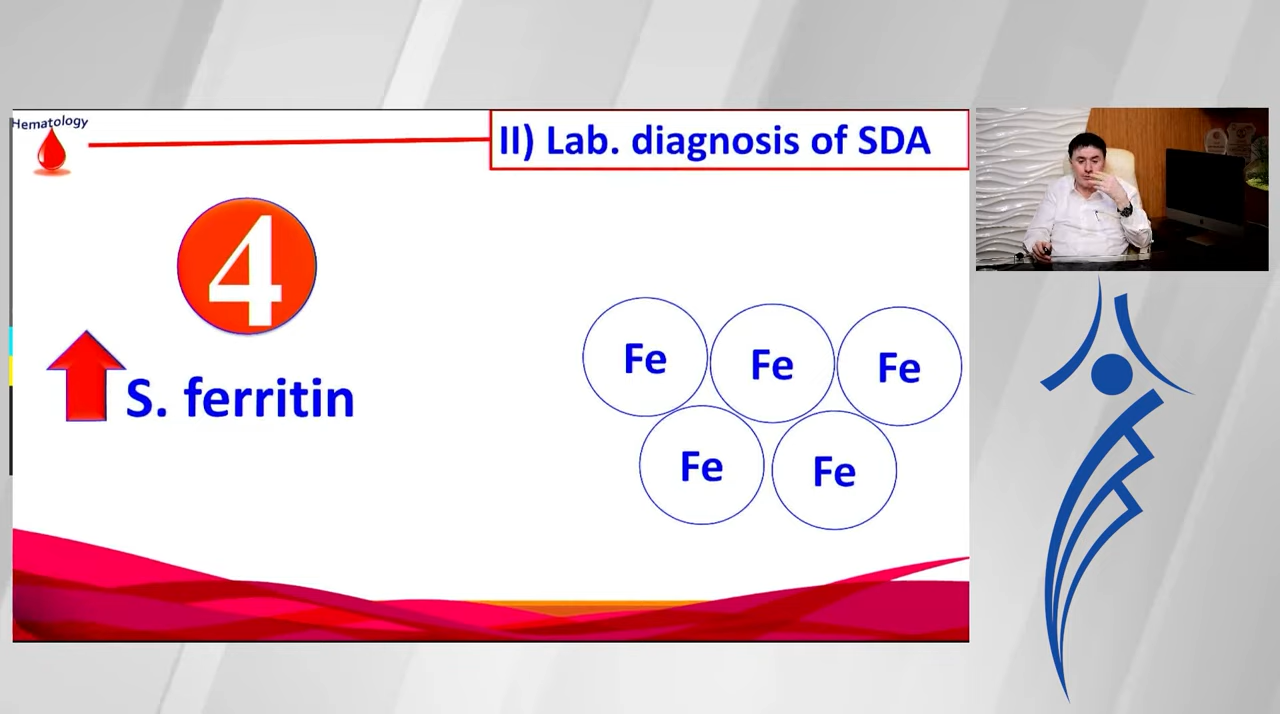 Hematology
II) Lab. diagnosis of SDA
4
S. ferritin
Fe Fe Fe
Fe Fe